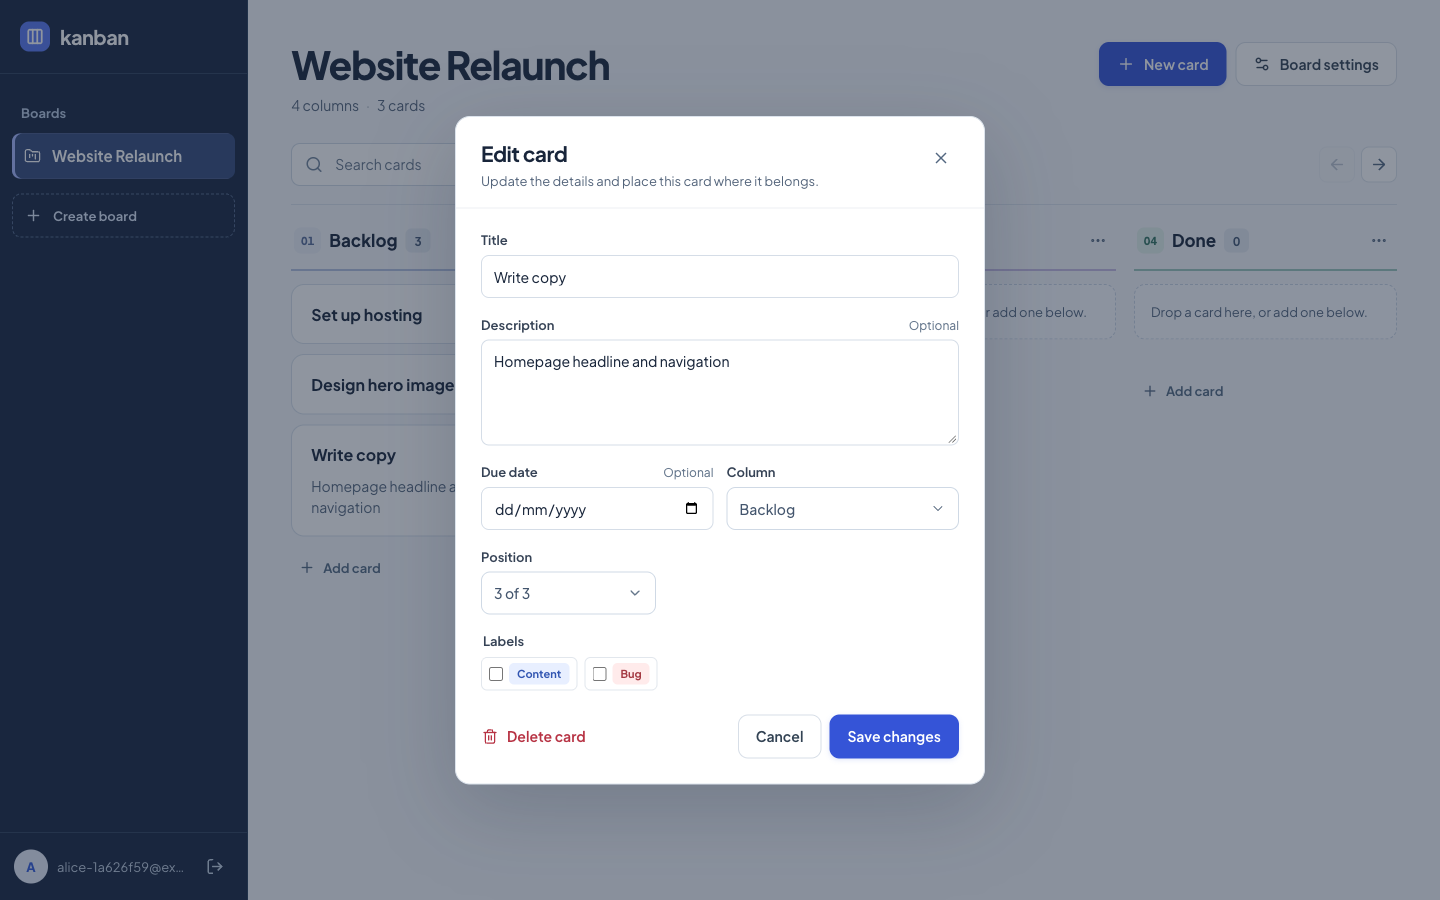 kanban
Boards
Website Relaunch
Create board
A
alice-1a626f59@ex...
Website Relaunch
4 columns · 3 cards
New card
Board settings
Search cards
01 Backlog 3
Set up hosting
Design hero image
Write copy
Homepage headline a
navigation
Add card
r add one below.
04 Done 0
Drop a card here, or add one below.
Add card
Edit card
Update the details and place this card where it belongs.
Title
Write copy
Description Optional
Homepage headline and navigation
Due date Optional Column
dd/mm/yyyy Backlog
Position
3 of 3
Labels
Content Bug
Delete card Cancel Save changes